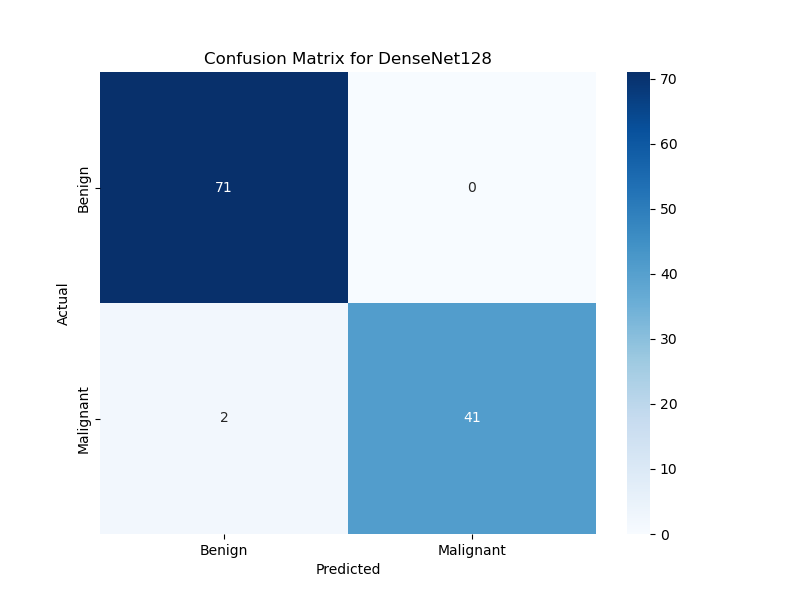 Confusion Matrix for DenseNet128
Actual
Benign
Malignant
71
0
2
41
Benign
Malignant
Predicted
70
60
50
40
30
20
10
0